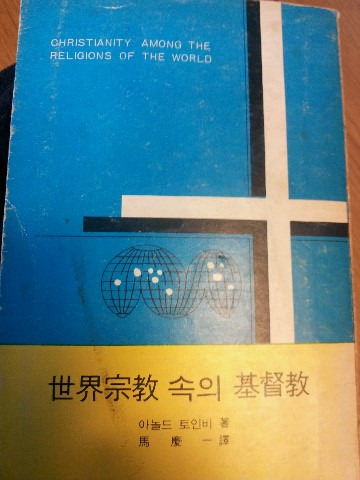 CHRISTIANITY AMONG THE
RELIGIONS OF THE WORLD
世界宗教 속의 基督教
아놀드 토인비 著
馬慶一 譯